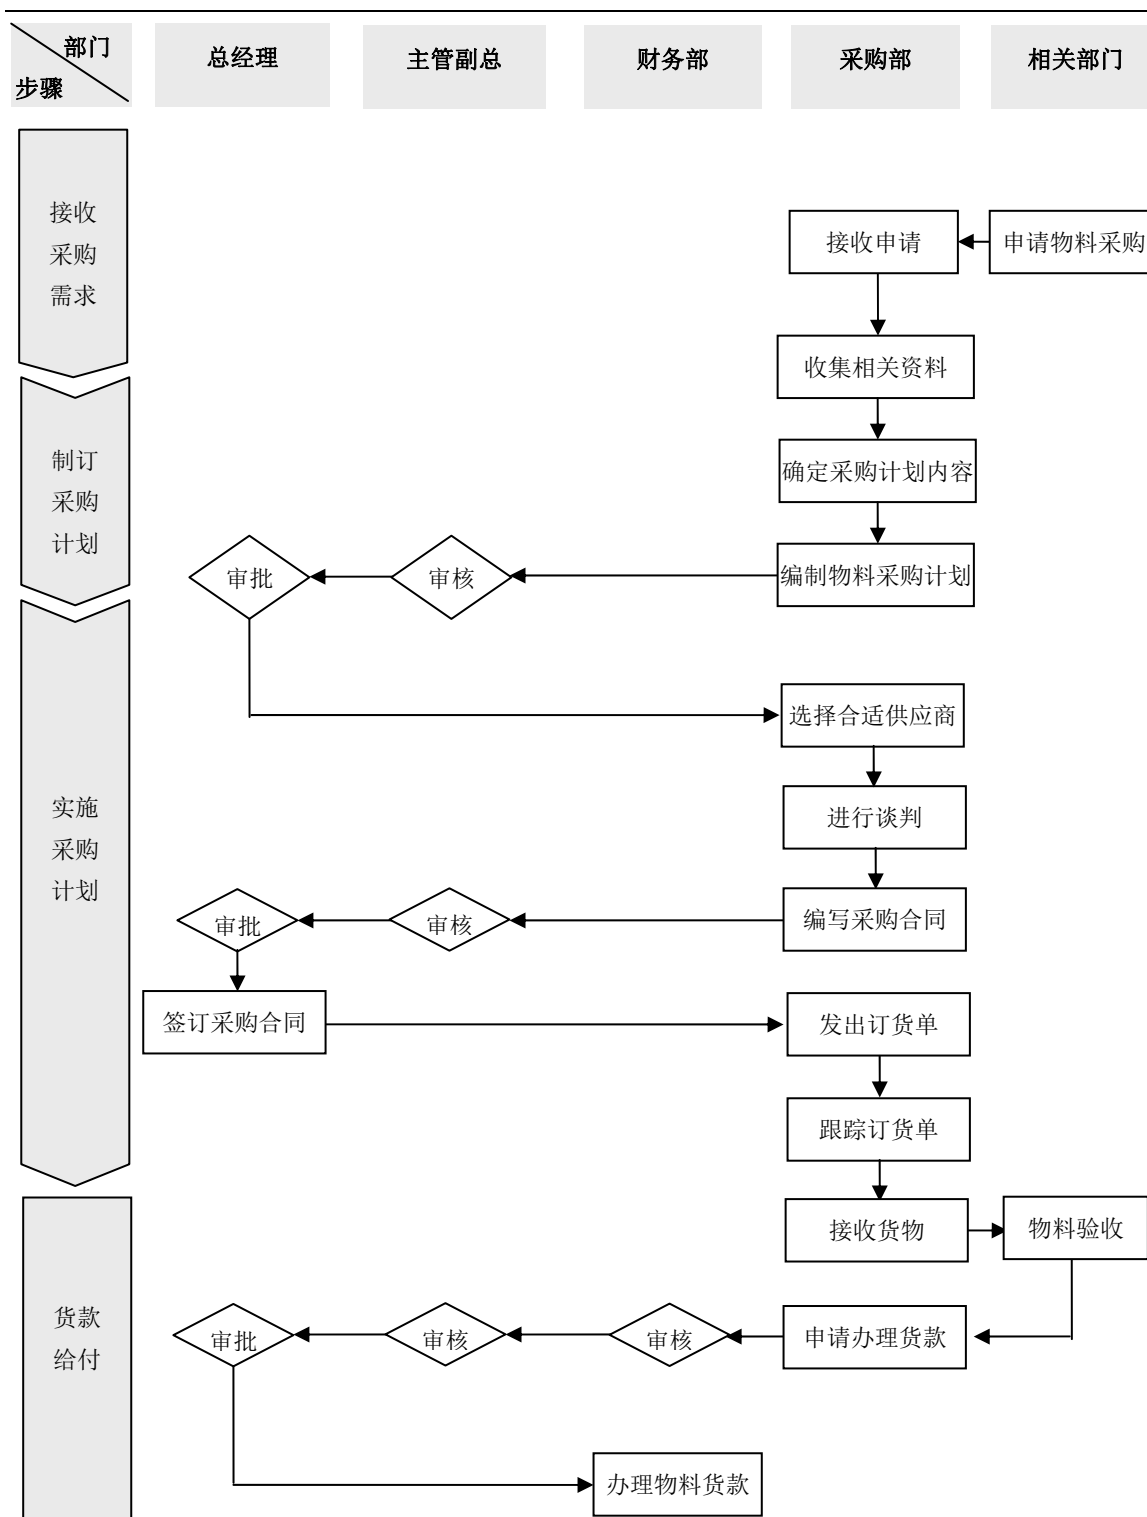 部门
步骤
总经理
主管副总
财务部
采购部
相关部门
接收
采购
需求
接收申请
申请物料采购
收集相关资料
制订
采购
计划
确定采购计划内容
审批
审核
编制物料采购计划
选择合适供应商
实施
采购
计划
进行谈判
审批
审核
编写采购合同
签订采购合同
发出订货单
跟踪订货单
接收货物
物料验收
货款
给付
审批
审核
审核
申请办理货款
办理物料货款